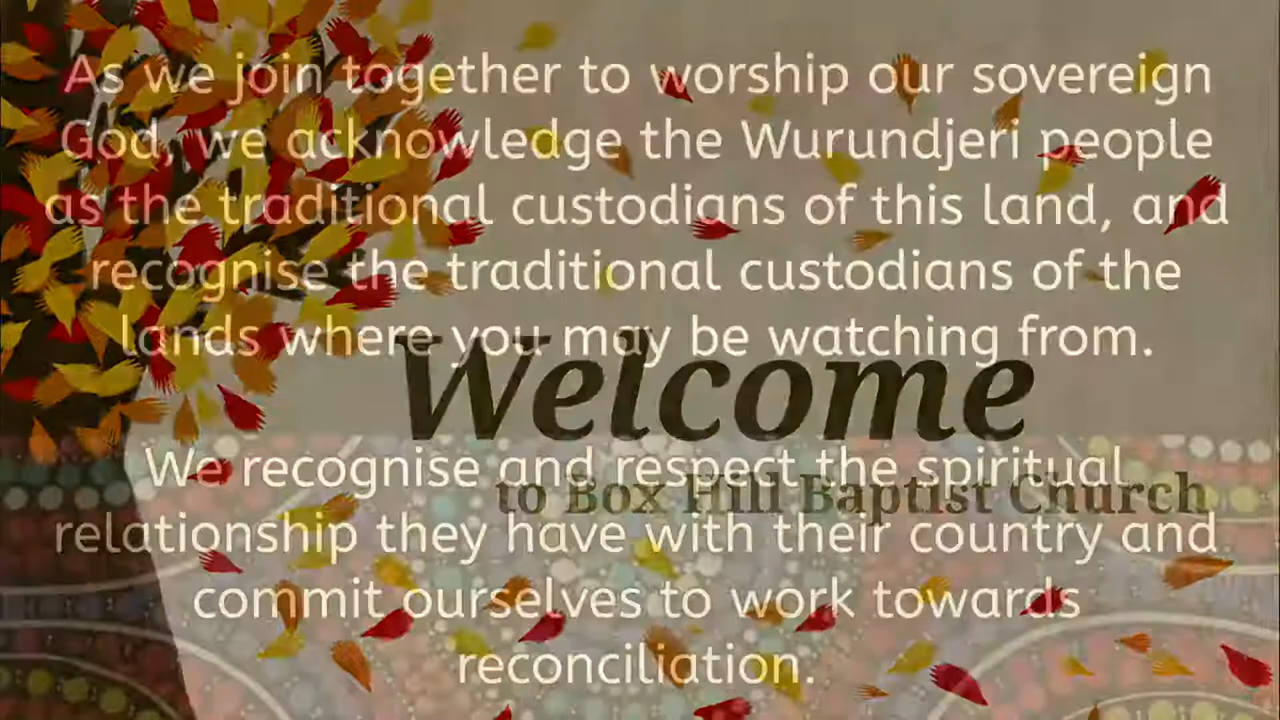 As we join together to worship our sovereign
God, we acknowledge the Wurundjeri people
as the traditional custodians of this land, and
recognise the traditional custodians of the
lands where you may be watching from.
Welcome
We recognise and respect the spiritual
to Box Hill Baptist Church
relationship they have with their country and
commit ourselves to work towards
reconciliation.